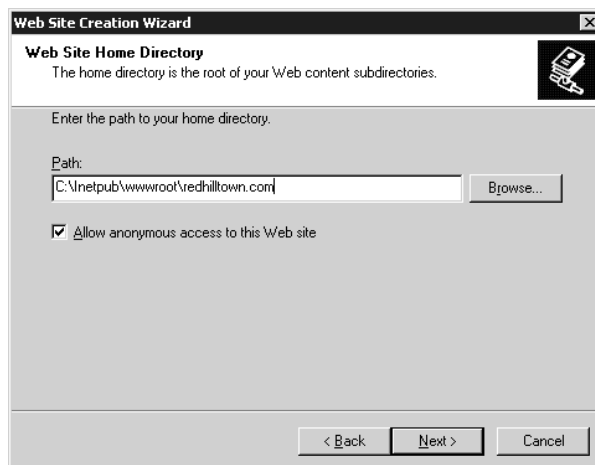 Web Site Creation Wizard
Web Site Home Directory
The home directory is the root of your Web content subdirectories.
Enter the path to your home directory.
Path:
C:\Inetpub\wwwroot\redhilltown.com
Browse...
Allow anonymous access to this Web site
< Back
Next >
Cancel